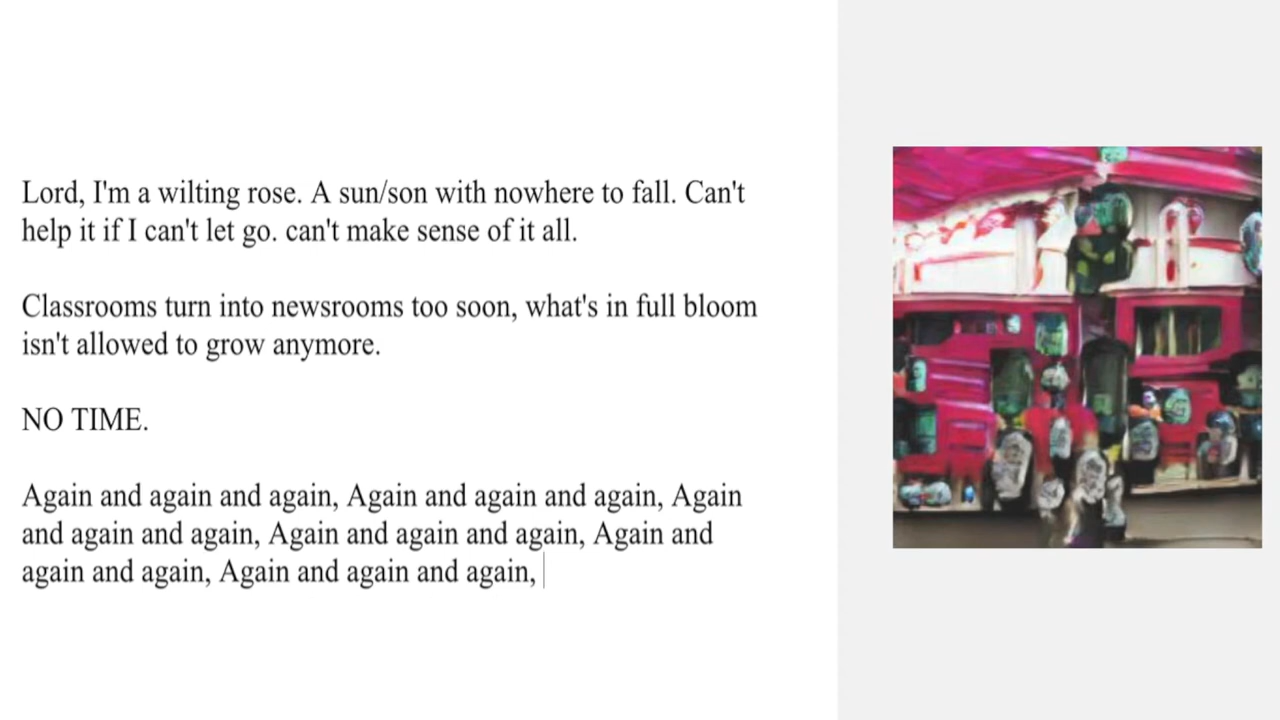 Lord, I'm a wilting rose. A sun/son with nowhere to fall. Can't
help it if I can't let go. can't make sense of it all.
Classrooms turn into newsrooms too soon, what's in full bloom
isn't allowed to grow anymore.
NO TIME.
Again and again and again, Again and again and again, Again
and again and again, Again and again and again, Again and
again and again, Again and again and again,